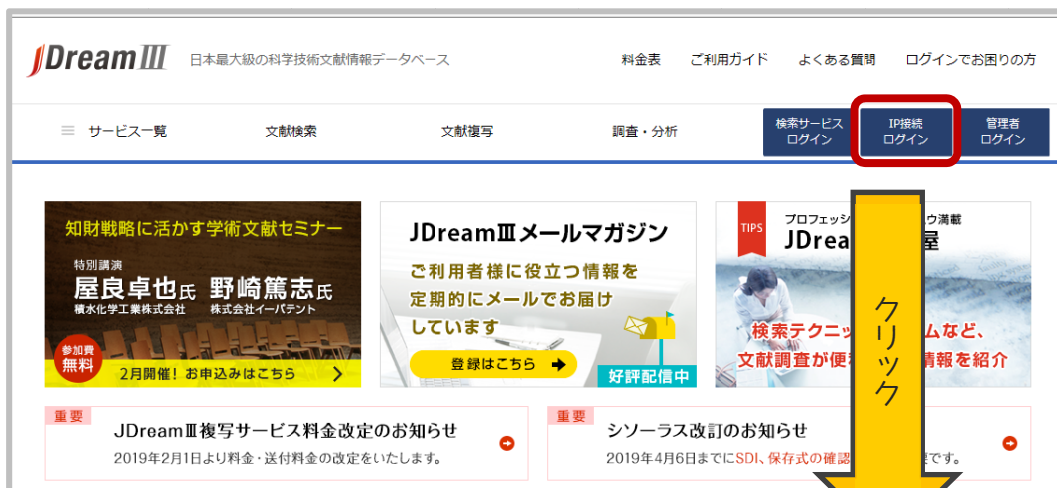 JDreamⅢ 日本最大級の科学技術文献情報データベース
料金表 ご利用ガイド よくある質問 ログインでお困りの方
サービス一覧 文献検索 文献複写 調査・分析
検索サービス
ログイン
IP接続
ログイン
管理者
ログイン
知財戦略に活かす学術文献セミナー
特別講演
屋良卓也氏 野崎篤志氏
積水化学工業株式会社 株式会社イーパテント
参加費
無料
2月開催! お申込みはこちら
JDreamⅢメールマガジン
ご利用者様に役立つ情報を
定期的にメールでお届け
しています
登録はこちら
好評配信中
TIPS
プロフェッシ ウ満載
JDrea 屋
検索テクニッ ムなど、
文献調査が便 情報を紹介
クリック
重要
JDreamⅢ複写サービス料金改定のお知らせ
2019年2月1日より料金・送付料金の改定をいたします。
重要
シソーラス改訂のお知らせ
2019年4月6日までにSDI、保存式の確認 です。